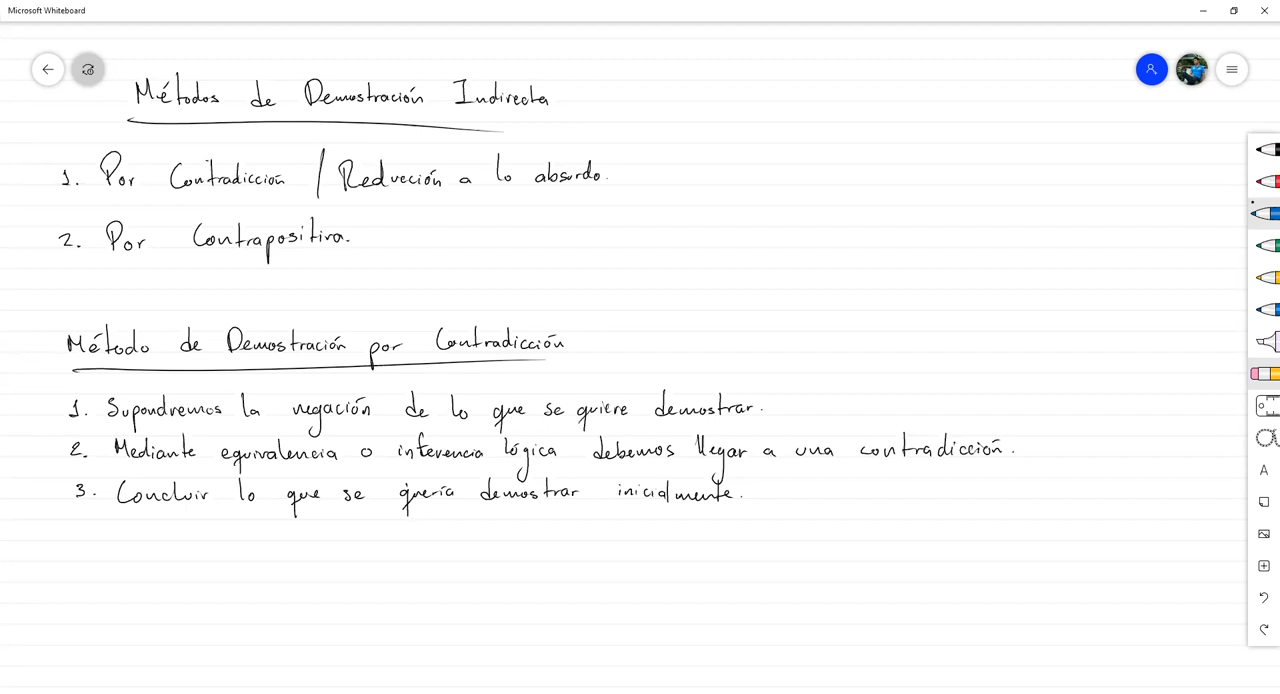 Microsoft Whiteboard
Métodos de Demostración Indirecta
1. Por Contradicción / Reducción a lo absurdo.
2. Por Contrapositiva.
Método de Demostración por Contradicción
1. Supondremos la negación de lo que se quiere demostrar.
2. Mediante equivalencia o inferencia lógica debemos llegar a una contradicción.
3. Concluir lo que se quería demostrar inicialmente.
A